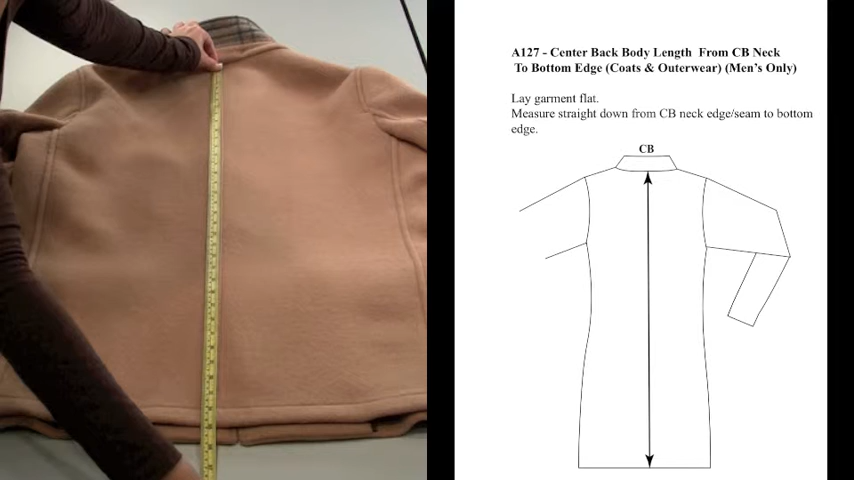 A127 - Center Back Body Length From CB Neck
To Bottom Edge (Coats & Outerwear) (Men's Only)
Lay garment flat.
Measure straight down from CB neck edge/seam to bottom
edge.
CB